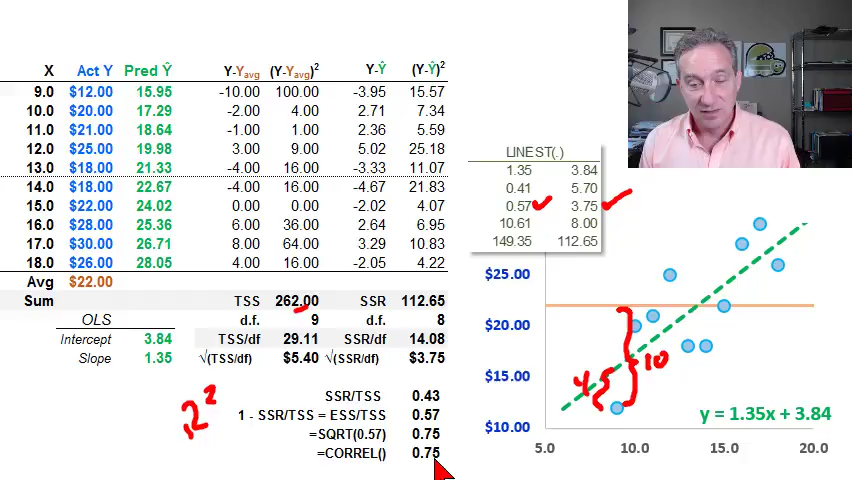 X Act Y Pred Ŷ Y-Yavg (Y-Yavg)² Y-Ŷ (Y-Ŷ)²
9.0 $12.00 15.95 -10.00 100.00 -3.95 15.57
10.0 $20.00 17.29 -2.00 4.00 2.71 7.34
11.0 $21.00 18.64 -1.00 1.00 2.36 5.59
12.0 $25.00 19.98 3.00 9.00 5.02 25.18
13.0 $18.00 21.33 -4.00 16.00 -3.33 11.07
14.0 $18.00 22.67 -4.00 16.00 -4.67 21.83
15.0 $22.00 24.02 0.00 0.00 -2.02 4.07
16.0 $28.00 25.36 6.00 36.00 2.64 6.95
17.0 $30.00 26.71 8.00 64.00 3.29 10.83
18.0 $26.00 28.05 4.00 16.00 -2.05 4.22
Avg $22.00
Sum TSS 262.00 SSR 112.65
OLS d.f. 9 d.f. 8
Intercept 3.84 TSS/df 29.11 SSR/df 14.08
Slope 1.35 √(TSS/df) $5.40 √(SSR/df) $3.75
SSR/TSS 0.43
1 - SSR/TSS = ESS/TSS 0.57
=SQRT(0.57) 0.75
=CORREL() 0.75
R²
LINEST(.)
1.35 3.84
0.41 5.70
0.57 3.75
10.61 8.00
149.35 112.65
$25.00
$20.00
$15.00
$10.00
4
10
y = 1.35x + 3.84
5.0 10.0 15.0 20.0